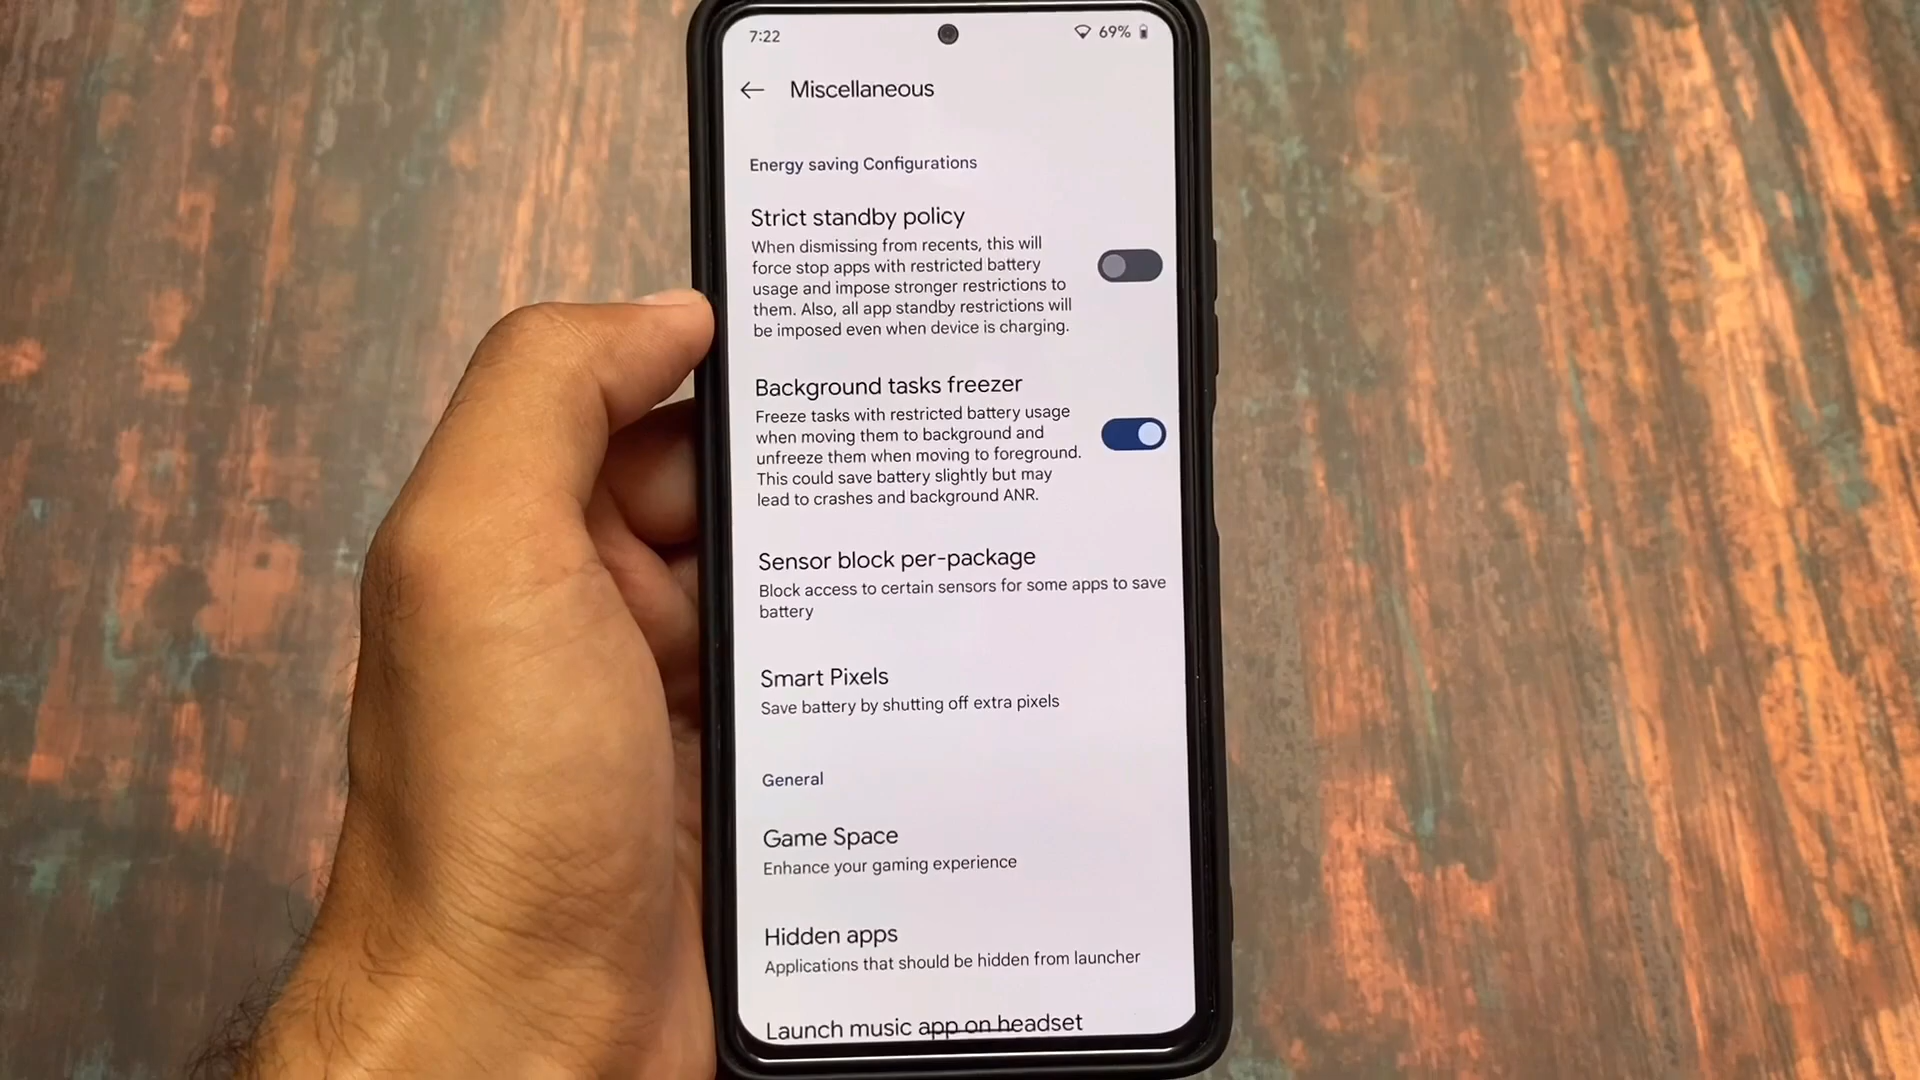 7:22
69%
Miscellaneous
Energy saving Configurations
Strict standby policy
When dismissing from recents, this will
force stop apps with restricted battery
usage and impose stronger restrictions to
them. Also, all app standby restrictions will
be imposed even when device is charging.
Background tasks freezer
Freeze tasks with restricted battery usage
when moving them to background and
unfreeze them when moving to foreground.
This could save battery slightly but may
lead to crashes and background ANR.
Sensor block per-package
Block access to certain sensors for some apps to save
battery
Smart Pixels
Save battery by shutting off extra pixels
General
Game Space
Enhance your gaming experience
Hidden apps
Applications that should be hidden from launcher
Launch music app on headset